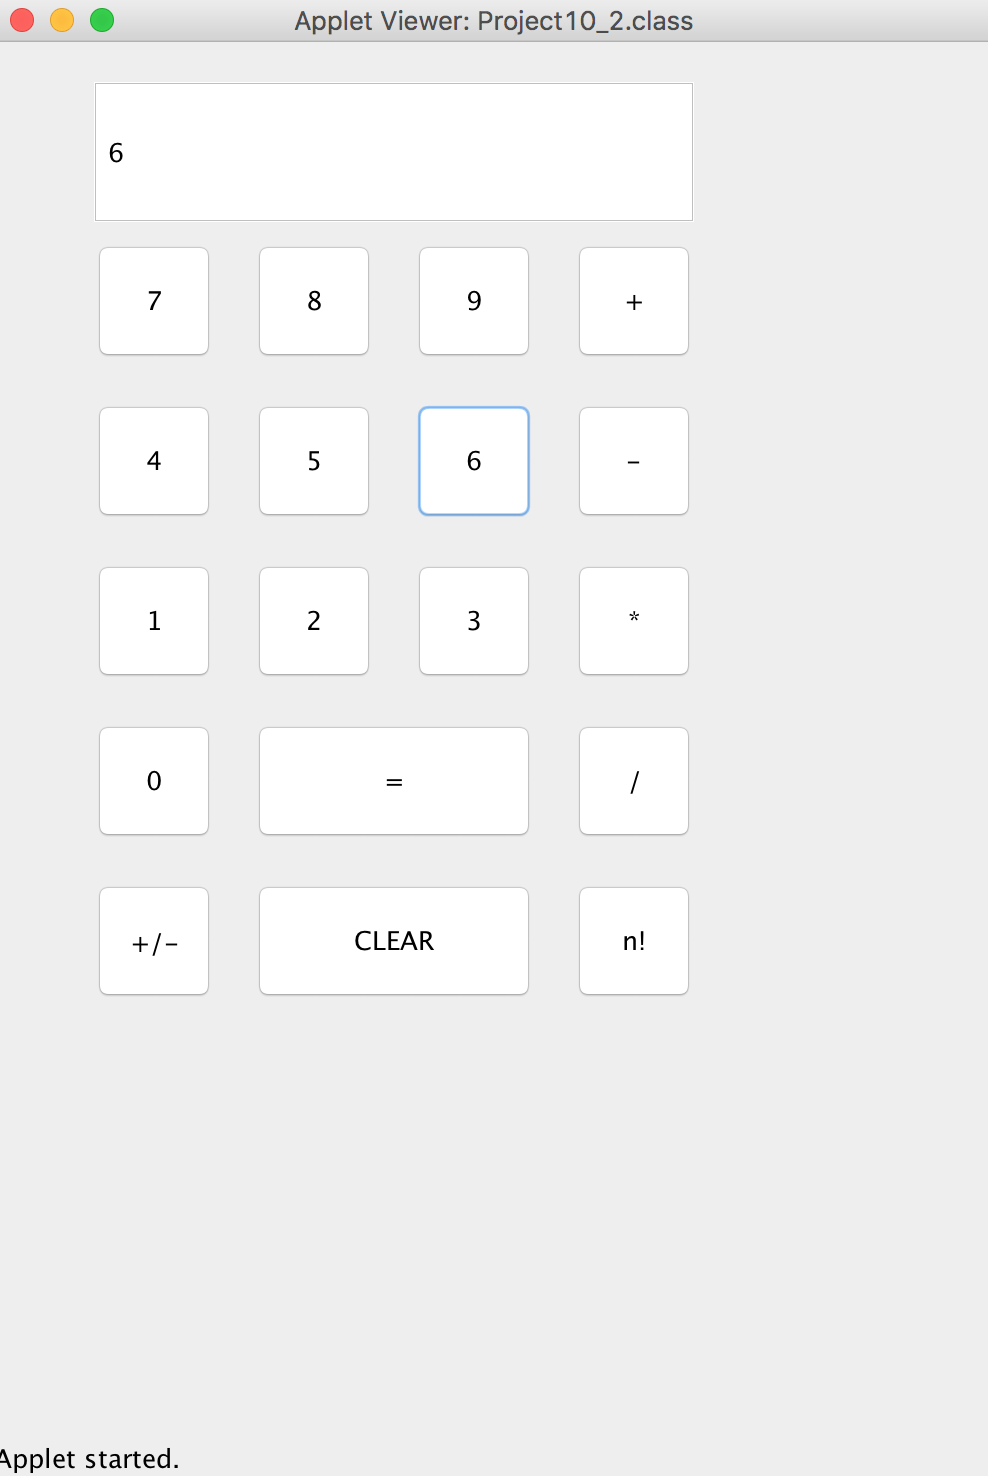 Applet Viewer: Project10_2.class
6
7 8 9 +
4 5 6 -
1 2 3 *
0 = /
+/- CLEAR n!
Applet started.